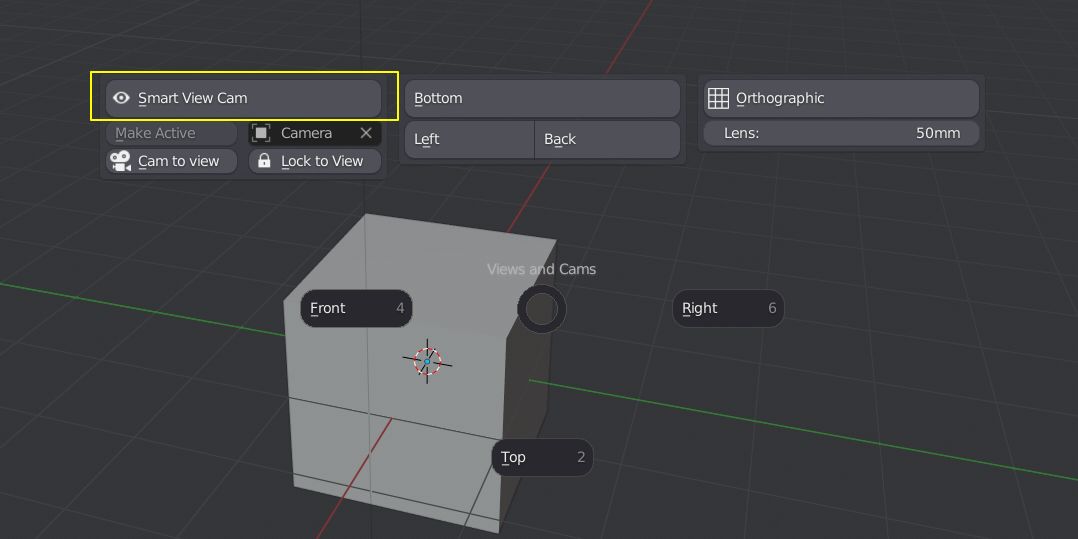 Smart View Cam
Bottom
Orthographic
Make Active
Camera
Left
Back
Lens: 50mm
Cam to view
Lock to View
Views and Cams
Front 4
Right 6
Top 2